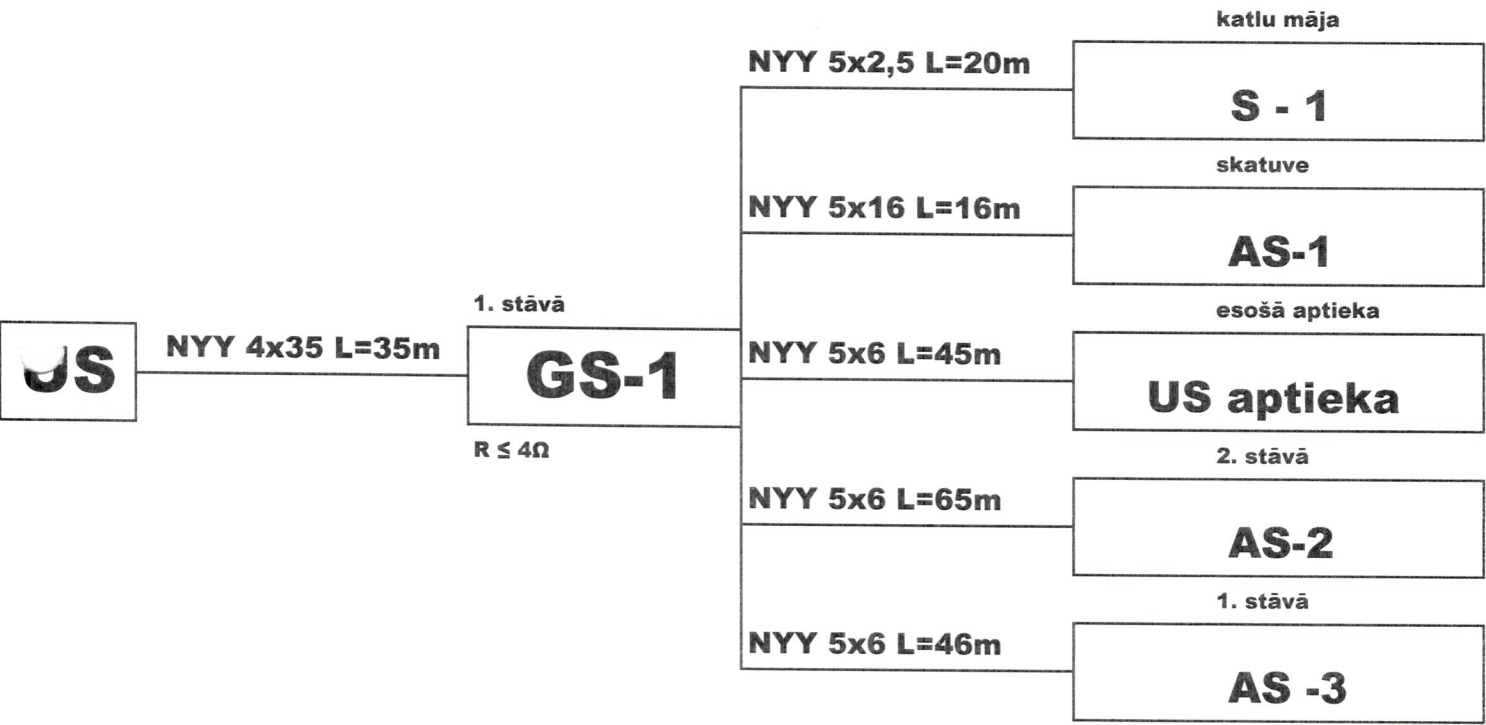 katlu māja
NYY 5x2,5 L=20m
S - 1
skatuve
NYY 5x16 L=16m
AS-1
1. stāvā
esošā aptieka
US
NYY 4x35 L=35m
GS-1
NYY 5x6 L=45m
US aptieka
R ≤ 4Ω
2. stāvā
NYY 5x6 L=65m
AS-2
1. stāvā
NYY 5x6 L=46m
AS -3